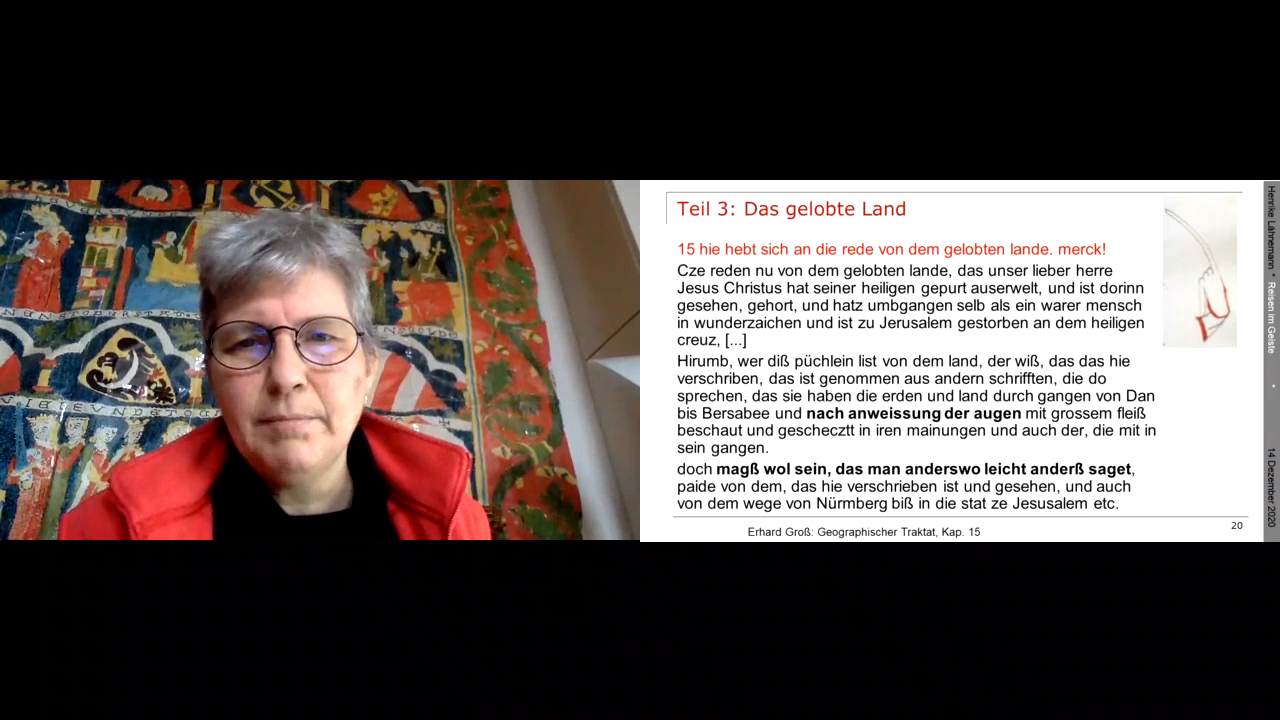 Teil 3: Das gelobte Land
15 hie hebt sich an die rede von dem gelobten lande. merck!
Cze reden nu von dem gelobten lande, das unser lieber herre
Jesus Christus hat seiner heiligen gepurt auserwelt, und ist dorinn
gesehen, gehort, und hatz umbgangen selb als ein warer mensch
in wunderzaichen und ist zu Jerusalem gestorben an dem heiligen
creuz, [...]
Hirumb, wer diß püchlein list von dem land, der wiß, das das hie
verschriben, das ist genommen aus andern schrifften, die do
sprechen, das sie haben die erden und land durch gangen von Dan
bis Bersabee und nach anweissung der augen mit grossem fleiß
beschaut und geschecztt in iren mainungen und auch der, die mit in
sein gangen.
doch magß wol sein, das man anderswo leicht anderß saget,
paide von dem, das hie verschrieben ist und gesehen, und auch
von dem wege von Nürmberg biß in die stat ze Jesusalem etc.
Erhard Groß: Geographischer Traktat, Kap. 15
20
Henrike Lähnemann * Reisen im Geiste * 14 Dezember 2020